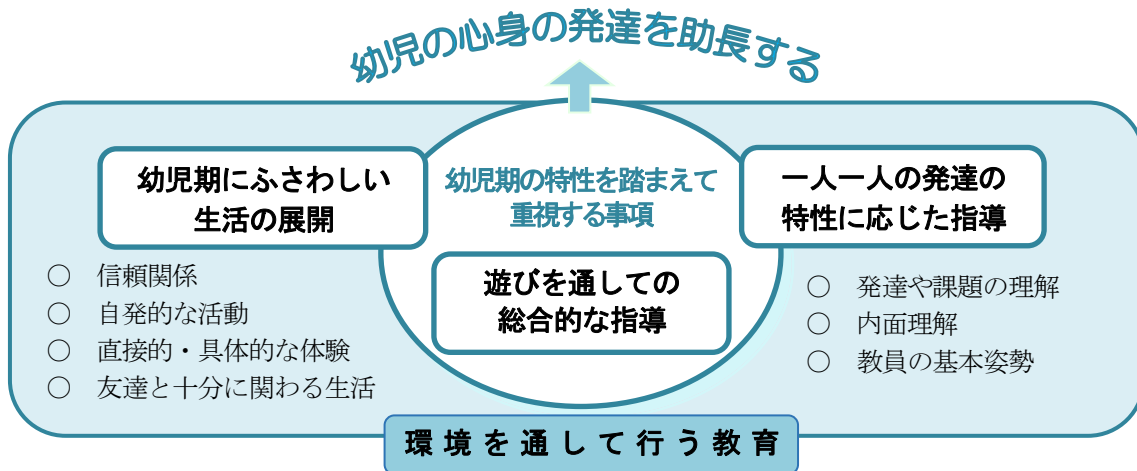 幼児の心身の発達を助長する
幼児期にふさわしい
生活の展開
幼児期の特性を踏まえて
重視する事項
一人一人の発達の
特性に応じた指導
遊びを通しての
総合的な指導
○ 信頼関係
○ 自発的な活動
○ 直接的・具体的な体験
○ 友達と十分に関わる生活
○ 発達や課題の理解
○ 内面理解
○ 教員の基本姿勢
環境を通して行う教育